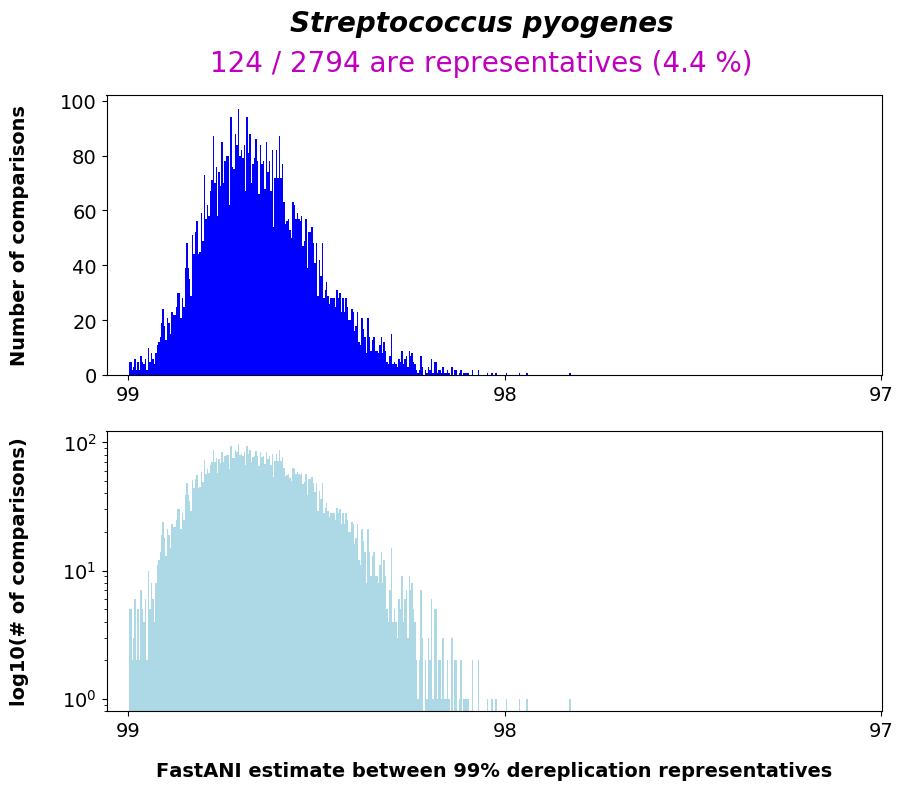 Streptococcus pyogenes
124 / 2794 are representatives (4.4 %)
Number of comparisons
100
80
60
40
20
0
99 98 97
log10(# of comparisons)
10²
10¹
10⁰
99 98 97
FastANI estimate between 99% dereplication representatives